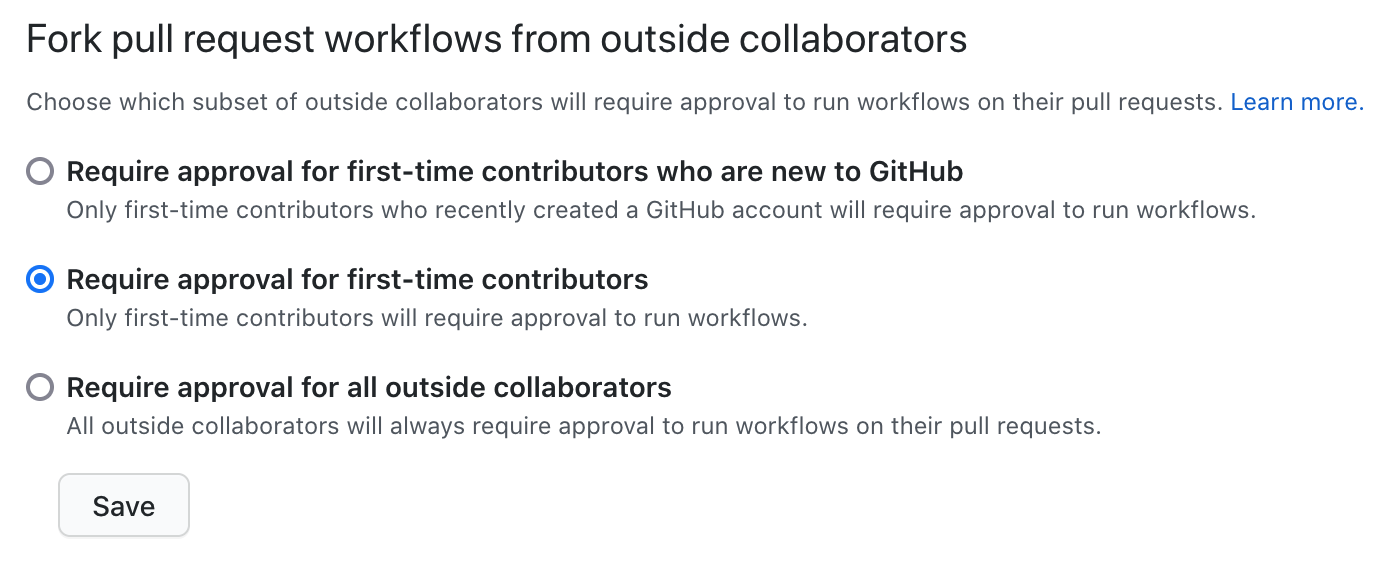 Fork pull request workflows from outside collaborators
Choose which subset of outside collaborators will require approval to run workflows on their pull requests. Learn more.
Require approval for first-time contributors who are new to GitHub
Only first-time contributors who recently created a GitHub account will require approval to run workflows.
Require approval for first-time contributors
Only first-time contributors will require approval to run workflows.
Require approval for all outside collaborators
All outside collaborators will always require approval to run workflows on their pull requests.
Save